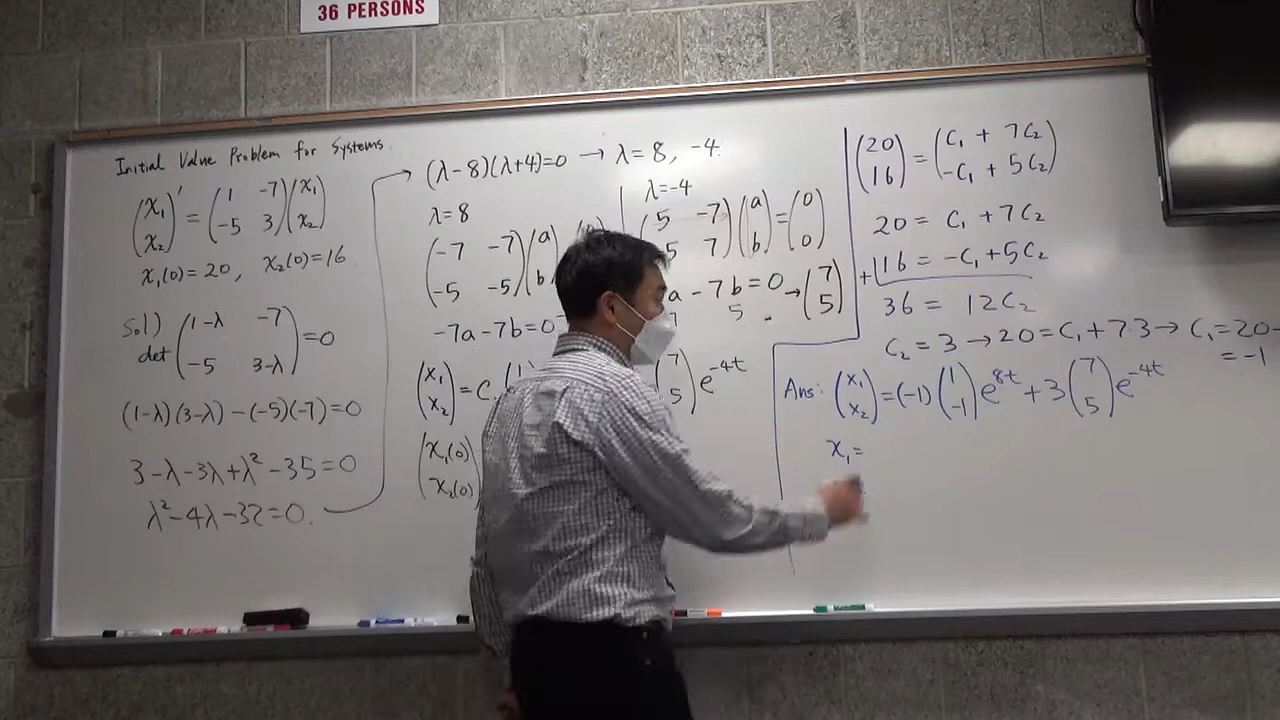 36 PERSONS
Initial Value Problem for Systems
(x₁ x₂)' = (1 -7 -5 3)(x₁ x₂)
x₁(0)=20, x₂(0)=16
sol) det (1-λ -7 -5 3-λ) =0
(1-λ)(3-λ)-(-5)(-7)=0
3-λ-3λ+λ²-35=0
λ²-4λ-32=0.
(λ-8)(λ+4)=0 → λ=8, -4.
λ=8
(-7 -7 -5 -5)(a b
-7a-7b=0
(x₁ x₂)=C
(x₁(0) x₂(0)
λ=-4
(5 -7 5 7)(a b)=(0 0)
a-7b=0 → (7 5)
7 5
(7 5)e^{-4t}
(20 16)=(C₁ + 7C₂ -C₁ + 5C₂)
20 = C₁ + 7C₂
+ 16 = -C₁+5C₂
36 = 12C₂
C₂ = 3 → 20 = C₁ + 7·3 → C₁ = 20-
= -1
Ans: (x₁ x₂)=(-1)(1 -1)e^{8t} + 3(7 5)e^{-4t}
x₁=